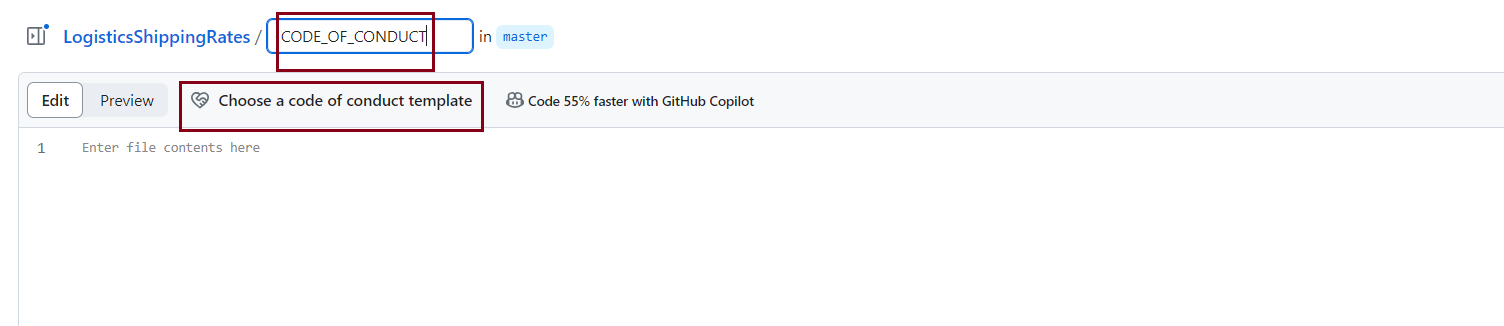 LogisticsShippingRates / CODE_OF_CONDUCT in master
Edit Preview Choose a code of conduct template Code 55% faster with GitHub Copilot
1 Enter file contents here